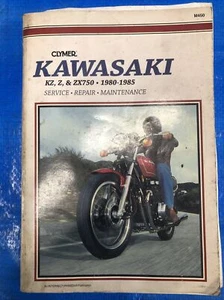 M450
CLYMER
KAWASAKI
KZ, Z, & ZX750 • 1980-1985
SERVICE • REPAIR • MAINTENANCE